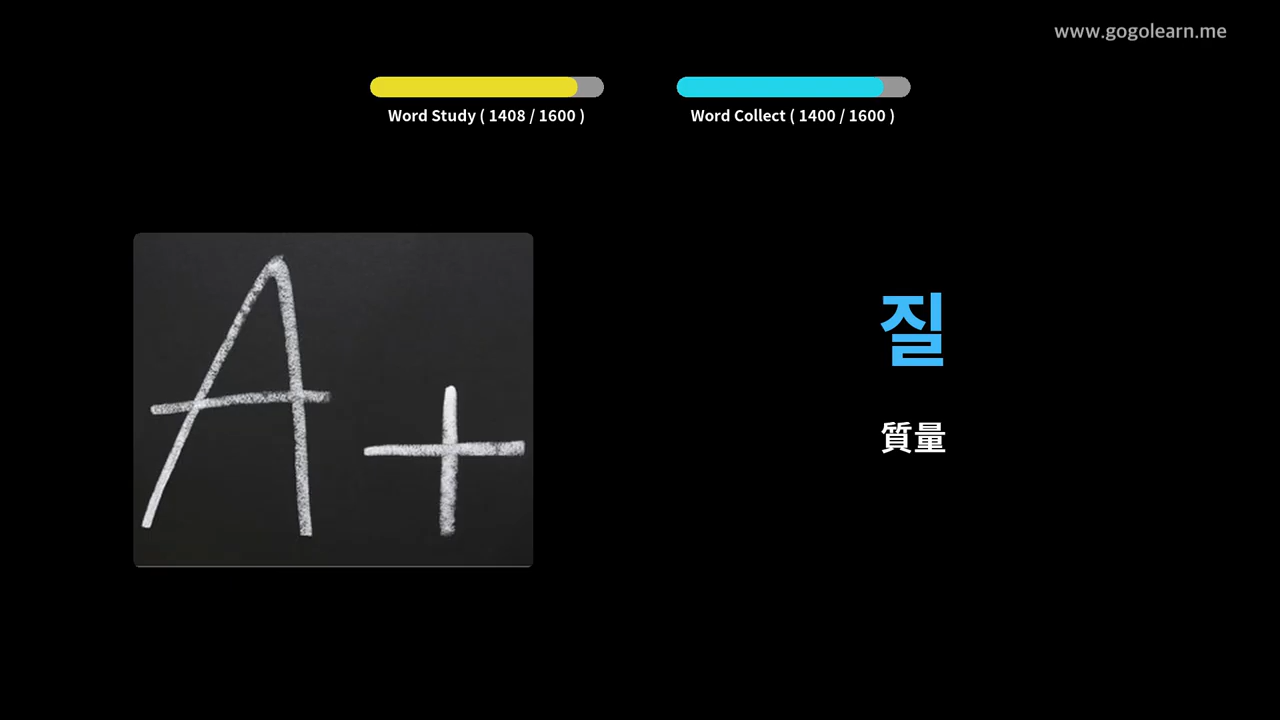 www.gogolearn.me
Word Study ( 1408 / 1600 )
Word Collect ( 1400 / 1600 )
A+
질
質量